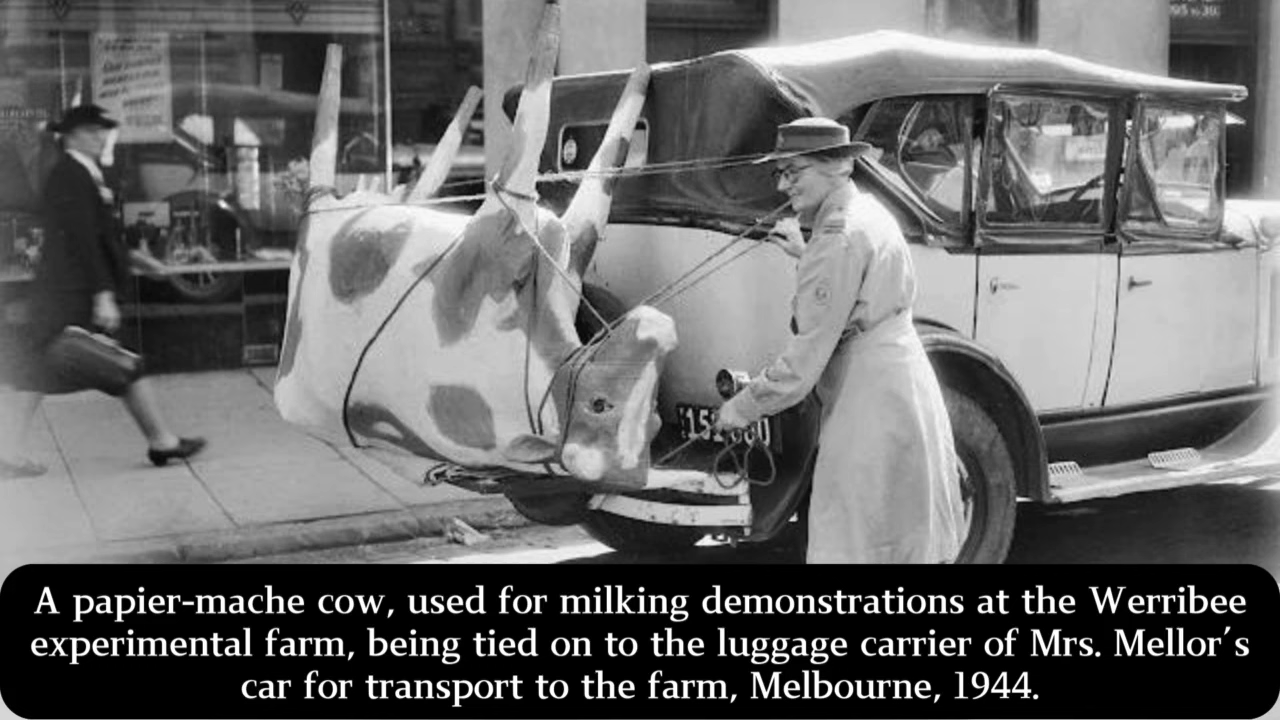 A papier-mache cow, used for milking demonstrations at the Werribee
experimental farm, being tied on to the luggage carrier of Mrs. Mellor's
car for transport to the farm, Melbourne, 1944.